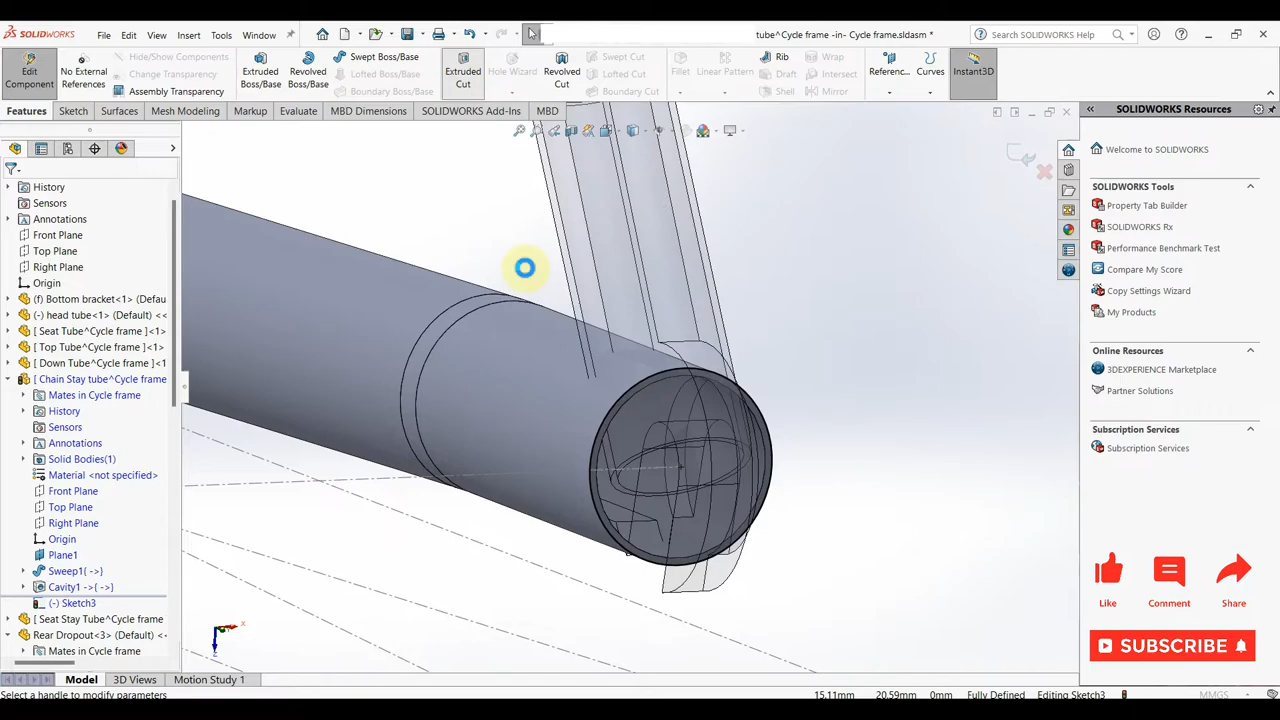 SOLIDWORKS File Edit View Insert Tools Window tube^Cycle frame -in- Cycle frame.sldasm * Search SOLIDWORKS Help
Edit Component No External References Hide/Show Components Change Transparency Assembly Transparency Extruded Boss/Base Revolved Boss/Base Swept Boss/Base Lofted Boss/Base Boundary Boss/Base Extruded Cut Hole Wizard Revolved Cut Swept Cut Lofted Cut Boundary Cut Fillet Linear Pattern Rib Draft Shell Wrap Intersect Mirror Referenc... Curves Instant3D
Features Sketch Surfaces Mesh Modeling Markup Evaluate MBD Dimensions SOLIDWORKS Add-Ins MBD
SOLIDWORKS Resources
Welcome to SOLIDWORKS
SOLIDWORKS Tools
Property Tab Builder
SOLIDWORKS Rx
Performance Benchmark Test
Compare My Score
Copy Settings Wizard
My Products
Online Resources
3DEXPERIENCE Marketplace
Partner Solutions
Subscription Services
Subscription Services
History
Sensors
Annotations
Front Plane
Top Plane
Right Plane
Origin
(f) Bottom bracket<1> (Defau
(-) head tube<1> (Default) <<
[ Seat Tube^Cycle frame ]<1>
[ Top Tube^Cycle frame ]<1>
[ Down Tube^Cycle frame ]<1
[ Chain Stay tube^Cycle frame
Mates in Cycle frame
History
Sensors
Annotations
Solid Bodies(1)
Material <not specified>
Front Plane
Top Plane
Right Plane
Origin
Plane1
Sweep1{ ->}
Cavity1 ->{ ->}
(-) Sketch3
[ Seat Stay Tube^Cycle frame
Rear Dropout<3> (Default) <<
Mates in Cycle frame
X
Z
Like Comment Share
SUBSCRIBE
Model 3D Views Motion Study 1
Select a handle to modify parameters 15.11mm 20.59mm 0mm Fully Defined Editing Sketch3 MMGS